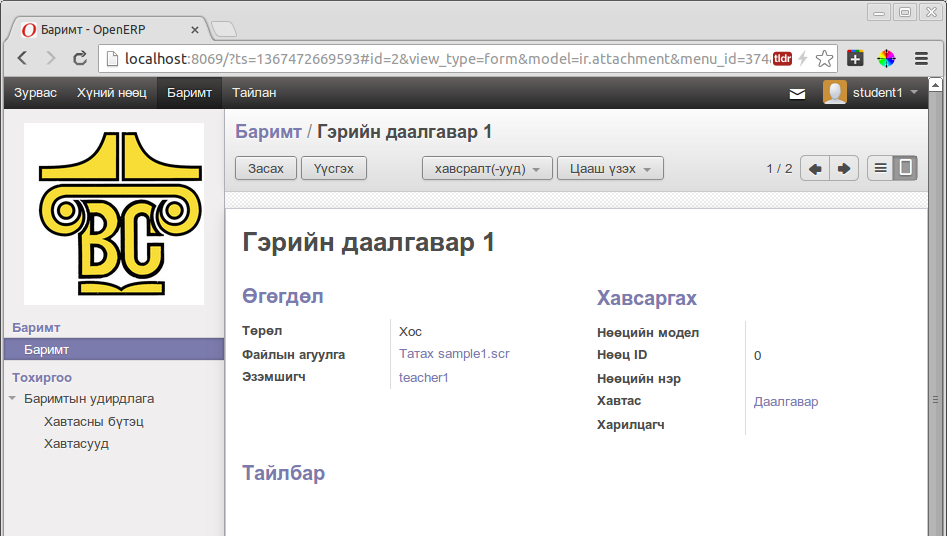 Баримт - OpenERP
localhost:8069/?ts=1367472669593#id=2&view_type=form&model=ir.attachment&menu_id=374
tldr
Зурвас Хүний нөөц Баримт Тайлан student1
BC
Баримт / Гэрийн даалгавар 1
Засах Үүсгэх хавсралт(-ууд) Цааш үзэх 1 / 2
Гэрийн даалгавар 1
Өгөгдөл
Төрөл Хос
Файлын агуулга Татах sample1.scr
Эзэмшигч teacher1
Хавсаргах
Нөөцийн модел
Нөөц ID 0
Нөөцийн нэр
Хавтас Даалгавар
Харилцагч
Тайлбар
Баримт
Баримт
Тохиргоо
Баримтын удирдлага
Хавтасны бүтэц
Хавтасууд